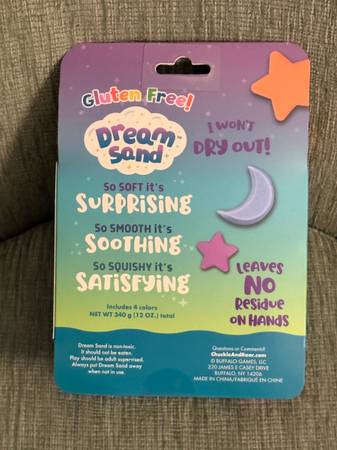 Gluten Free!
Dream
Sand™
I WON'T
DRY OUT!
So SOFT it's
SURPRISING
So SMOOTH it's
SOOTHING
So SQUISHY it's
SATISFYING
LEAVES
NO
RESIDUE
ON HANDS
Includes 4 colors
NET WT 340 g (12 OZ.) total
Dream Sand is non-toxic.
It should not be eaten.
Play should be adult supervised.
Always put Dream Sand away
when not in use.
Questions or Comments?
ChuckleAndRoar.com
© BUFFALO GAMES, LLC
220 JAMES E CASEY DRIVE
BUFFALO, NY 14206
MADE IN CHINA/FABRIQUÉ EN CHINE